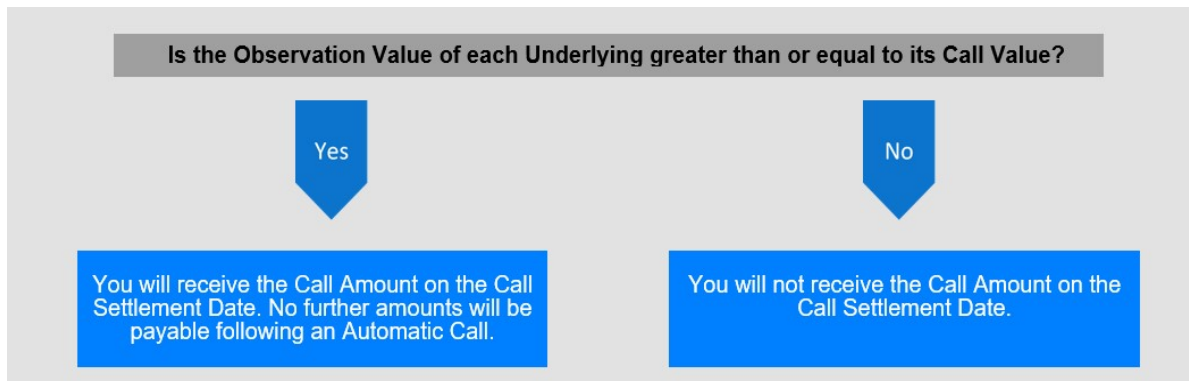 Is the Observation Value of each Underlying greater than or equal to its Call Value?
Yes
No
You will receive the Call Amount on the Call
Settlement Date. No further amounts will be
payable following an Automatic Call.
You will not receive the Call Amount on the
Call Settlement Date.